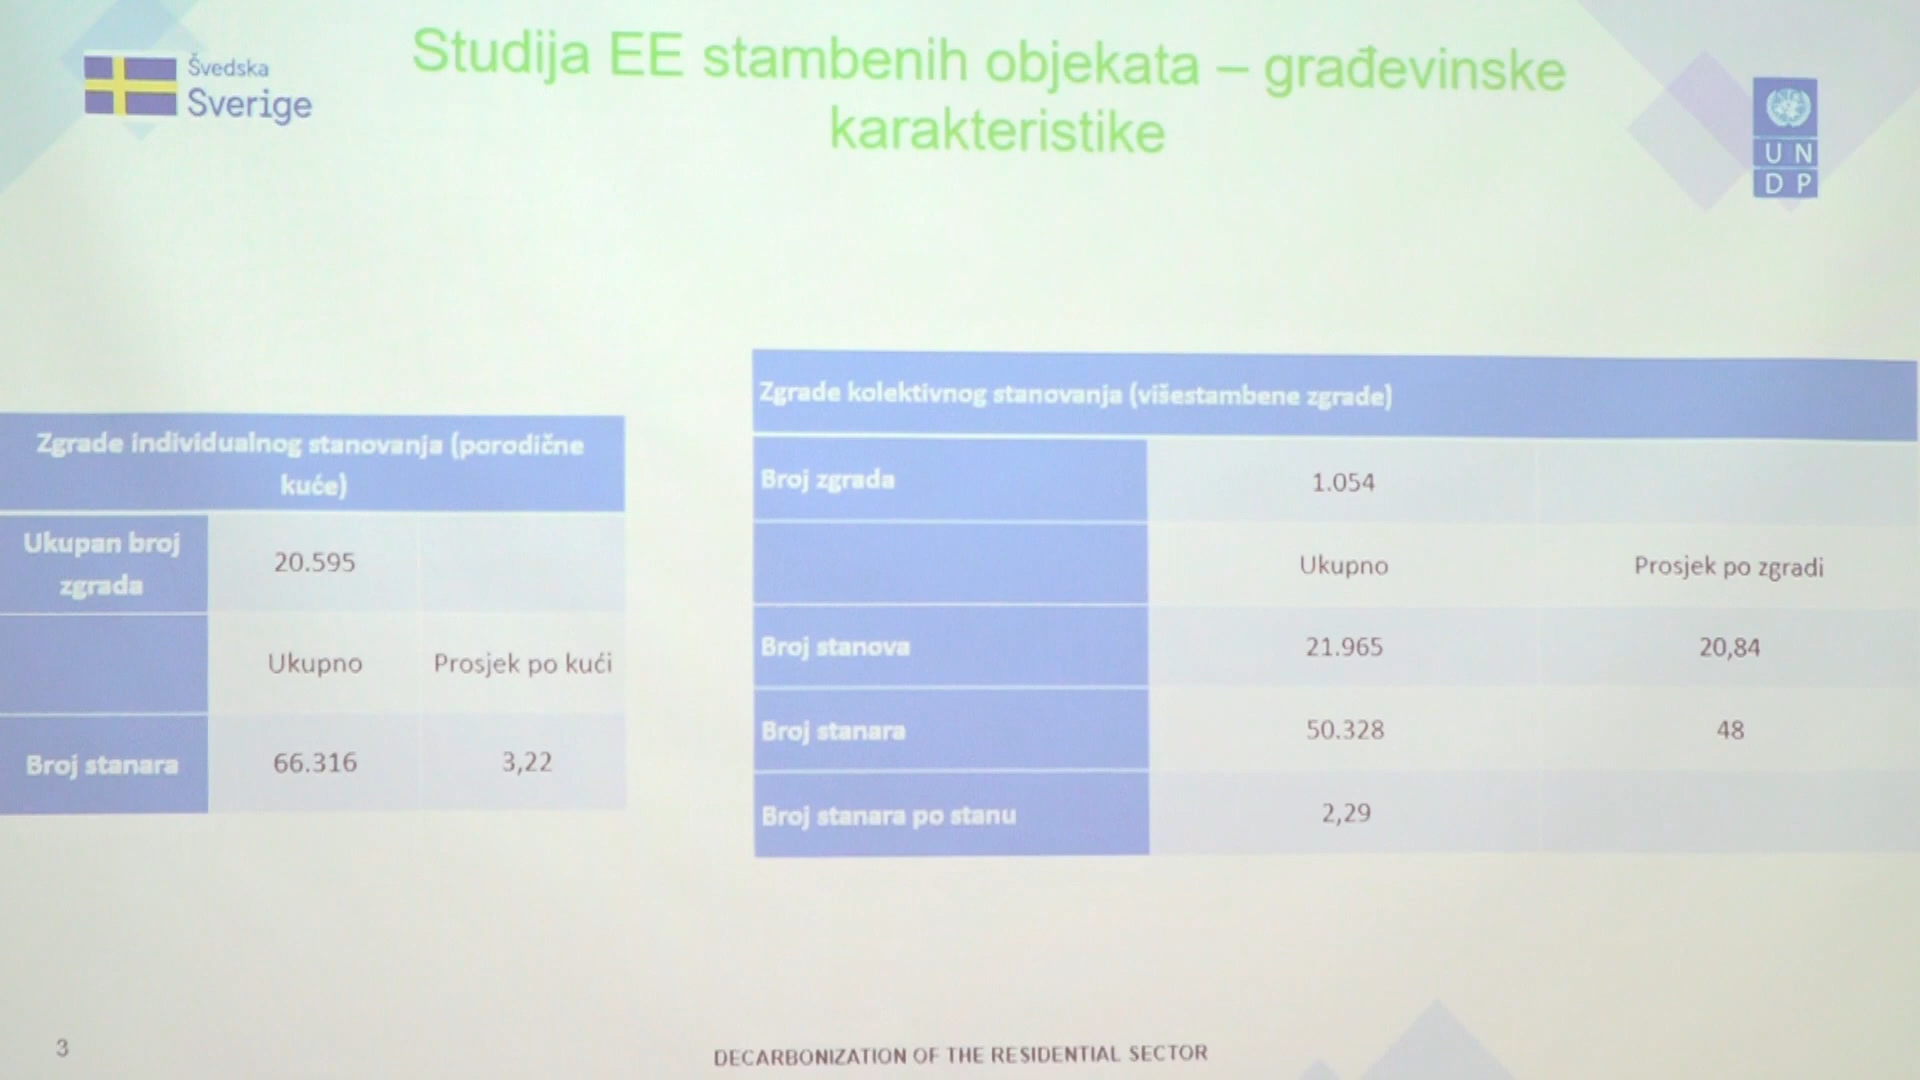 Švedska
Sverige
Studija EE stambenih objekata – građevinske
karakteristike
U N
D P
Zgrade individualnog stanovanja (porodične
kuće)
Ukupan broj
zgrada
20.595
Ukupno
Prosjek po kući
Broj stanara
66.316
3,22
Zgrade kolektivnog stanovanja (višestambene zgrade)
Broj zgrada
1.054
Ukupno
Prosjek po zgradi
Broj stanova
21.965
20,84
Broj stanara
50.328
48
Broj stanara po stanu
2,29
3
DECARBONIZATION OF THE RESIDENTIAL SECTOR